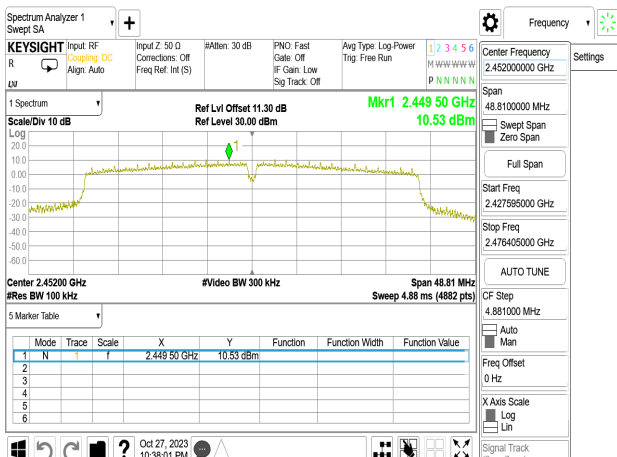 Spectrum Analyzer 1
Swept SA
Frequency
KEYSIGHT
R
LXI
Input: RF
Coupling: DC
Align: Auto
Input Z: 50 Ω
Corrections: Off
Freq Ref: Int (S)
#Atten: 30 dB
PNO: Fast
Gate: Off
IF Gain: Low
Sig Track: Off
Avg Type: Log-Power
Trig: Free Run
1 2 3 4 5 6
M W W W W W
P N N N N N
1 Spectrum
Scale/Div 10 dB
Ref Lvl Offset 11.30 dB
Ref Level 30.00 dBm
Mkr1 2.449 50 GHz
10.53 dBm
Log
20.0
10.0
0.00
-10.0
-20.0
-30.0
-40.0
-50.0
-60.0
1
Center 2.45200 GHz
#Res BW 100 kHz
#Video BW 300 kHz
Span 48.81 MHz
Sweep 4.88 ms (4882 pts)
5 Marker Table
Mode Trace Scale X Y Function Function Width Function Value
1 N 1 f 2.449 50 GHz 10.53 dBm
2
3
4
5
6
Oct 27, 2023
10:38:01 PM
Center Frequency
2.452000000 GHz
Span
48.8100000 MHz
Swept Span
Zero Span
Full Span
Start Freq
2.427595000 GHz
Stop Freq
2.476405000 GHz
AUTO TUNE
CF Step
4.881000 MHz
Auto
Man
Freq Offset
0 Hz
X Axis Scale
Log
Lin
Signal Track
Settings